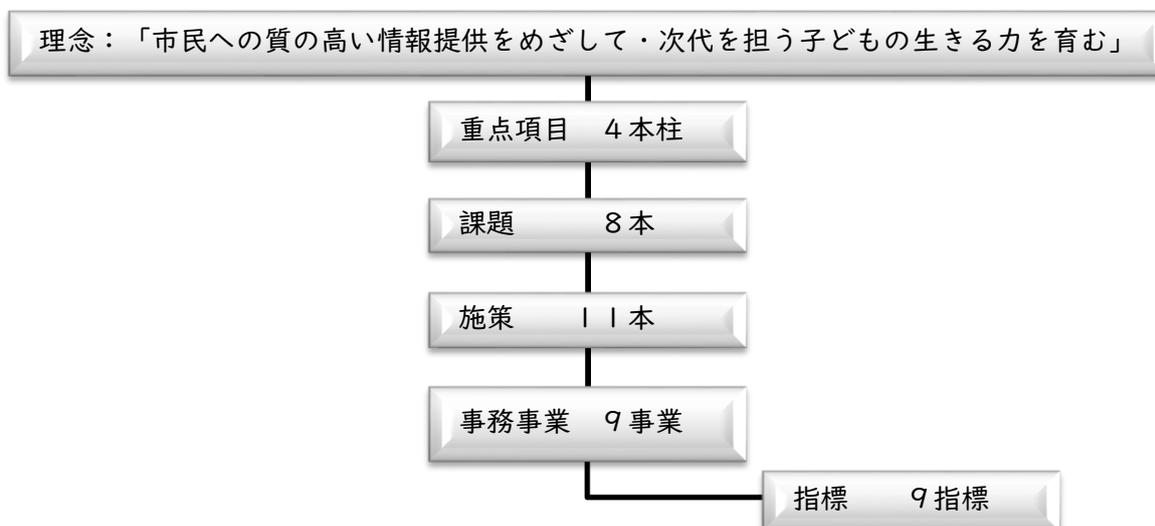 理念：「市民への質の高い情報提供をめざして・次代を担う子どもの生きる力を育む」
重点項目　４本柱
課題　　　８本
施策　　１１本
事務事業　９事業
指標　　９指標